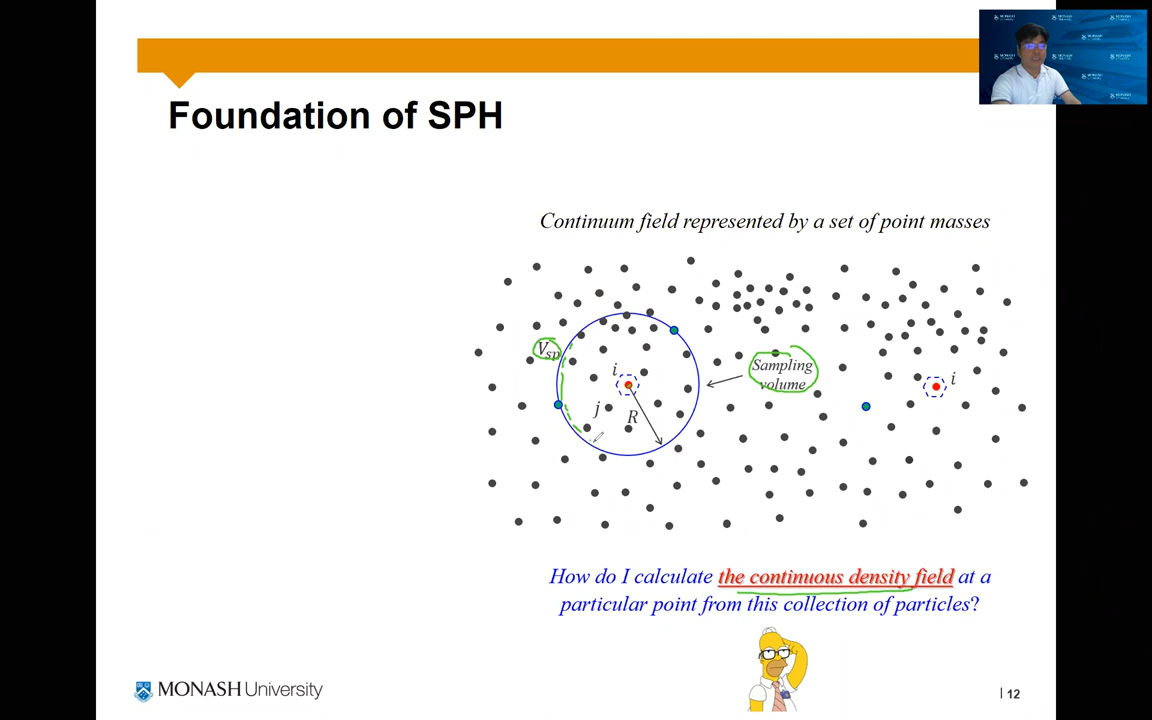 Foundation of SPH
Continuum field represented by a set of point masses
V_sp
i
Sampling
volume
i
j
R
How do I calculate the continuous density field at a
particular point from this collection of particles?
MONASH University
12